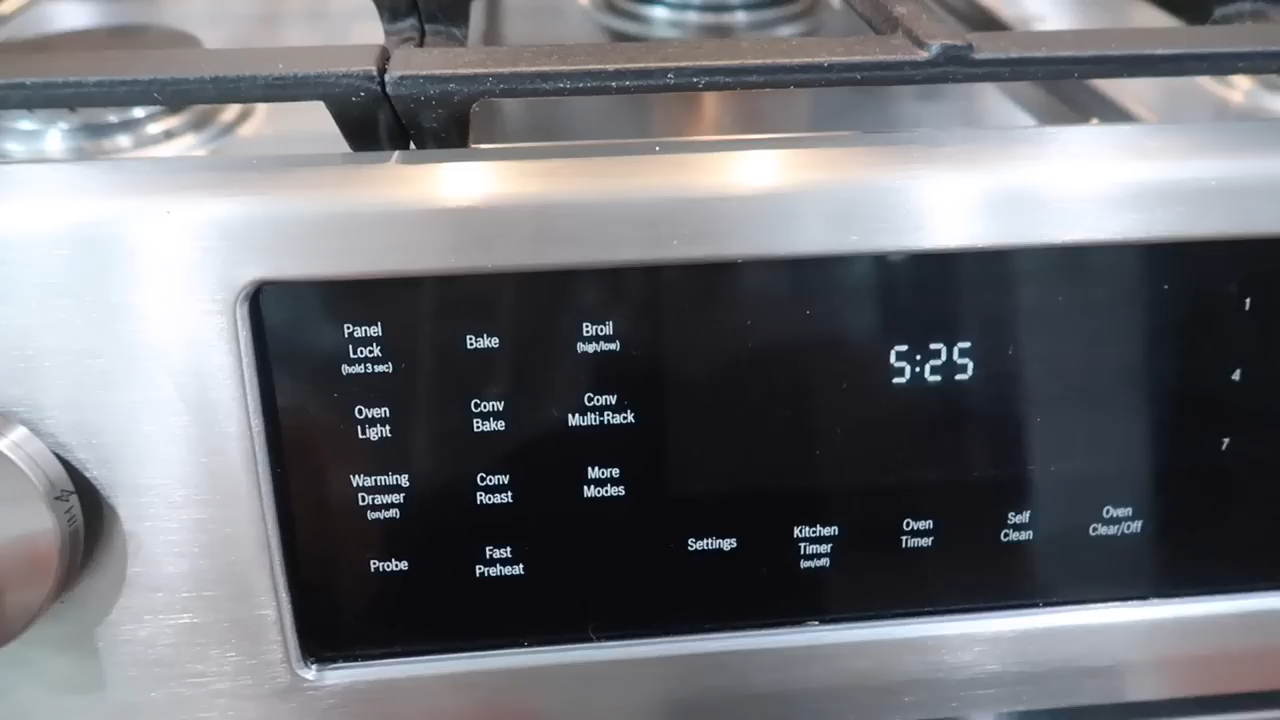 Panel
Lock
(hold 3 sec)
Bake
Broil
(high/low)
Oven
Light
Conv
Bake
Conv
Multi-Rack
Warming
Drawer
(on/off)
Conv
Roast
More
Modes
Probe
Fast
Preheat
5:25
Settings
Kitchen
Timer
(on/off)
Oven
Timer
Self
Clean
Oven
Clear/Off
1
4
7